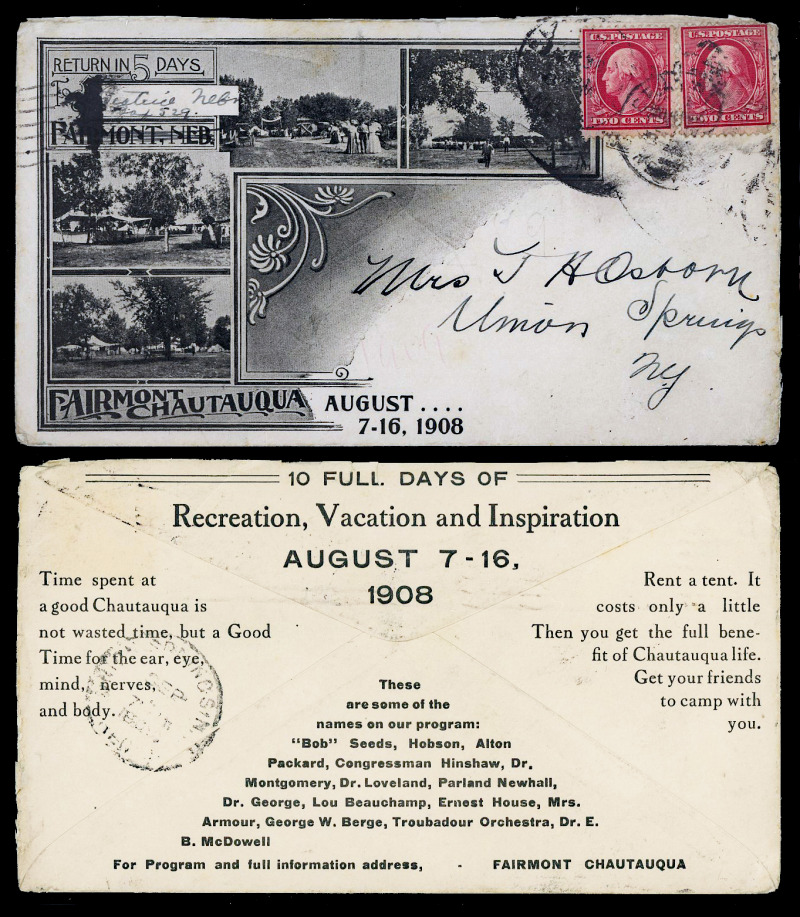 RETURN IN 5 DAYS
To
Beatrice Nebr
Box 529.
FAIRMONT, NEB.
U.S. POSTAGE
TWO CENTS
U.S. POSTAGE
TWO CENTS
Mrs T H Osborn
Union Springs
NY
FAIRMONT
CHAUTAUQUA
AUGUST ....
7-16, 1908
10 FULL DAYS OF
Recreation, Vacation and Inspiration
AUGUST 7-16,
1908
Time spent at
a good Chautauqua is
not wasted time, but a Good
Time for the ear, eye,
mind, nerves,
and body.
Rent a tent. It
costs only a little
Then you get the full bene-
fit of Chautauqua life.
Get your friends
to camp with
you.
These
are some of the
names on our program:
"Bob" Seeds, Hobson, Alton
Packard, Congressman Hinshaw, Dr.
Montgomery, Dr. Loveland, Parland Newhall,
Dr. George, Lou Beauchamp, Ernest House, Mrs.
Armour, George W. Berge, Troubadour Orchestra, Dr. E.
B. McDowell
For Program and full information address, - FAIRMONT CHAUTAUQUA